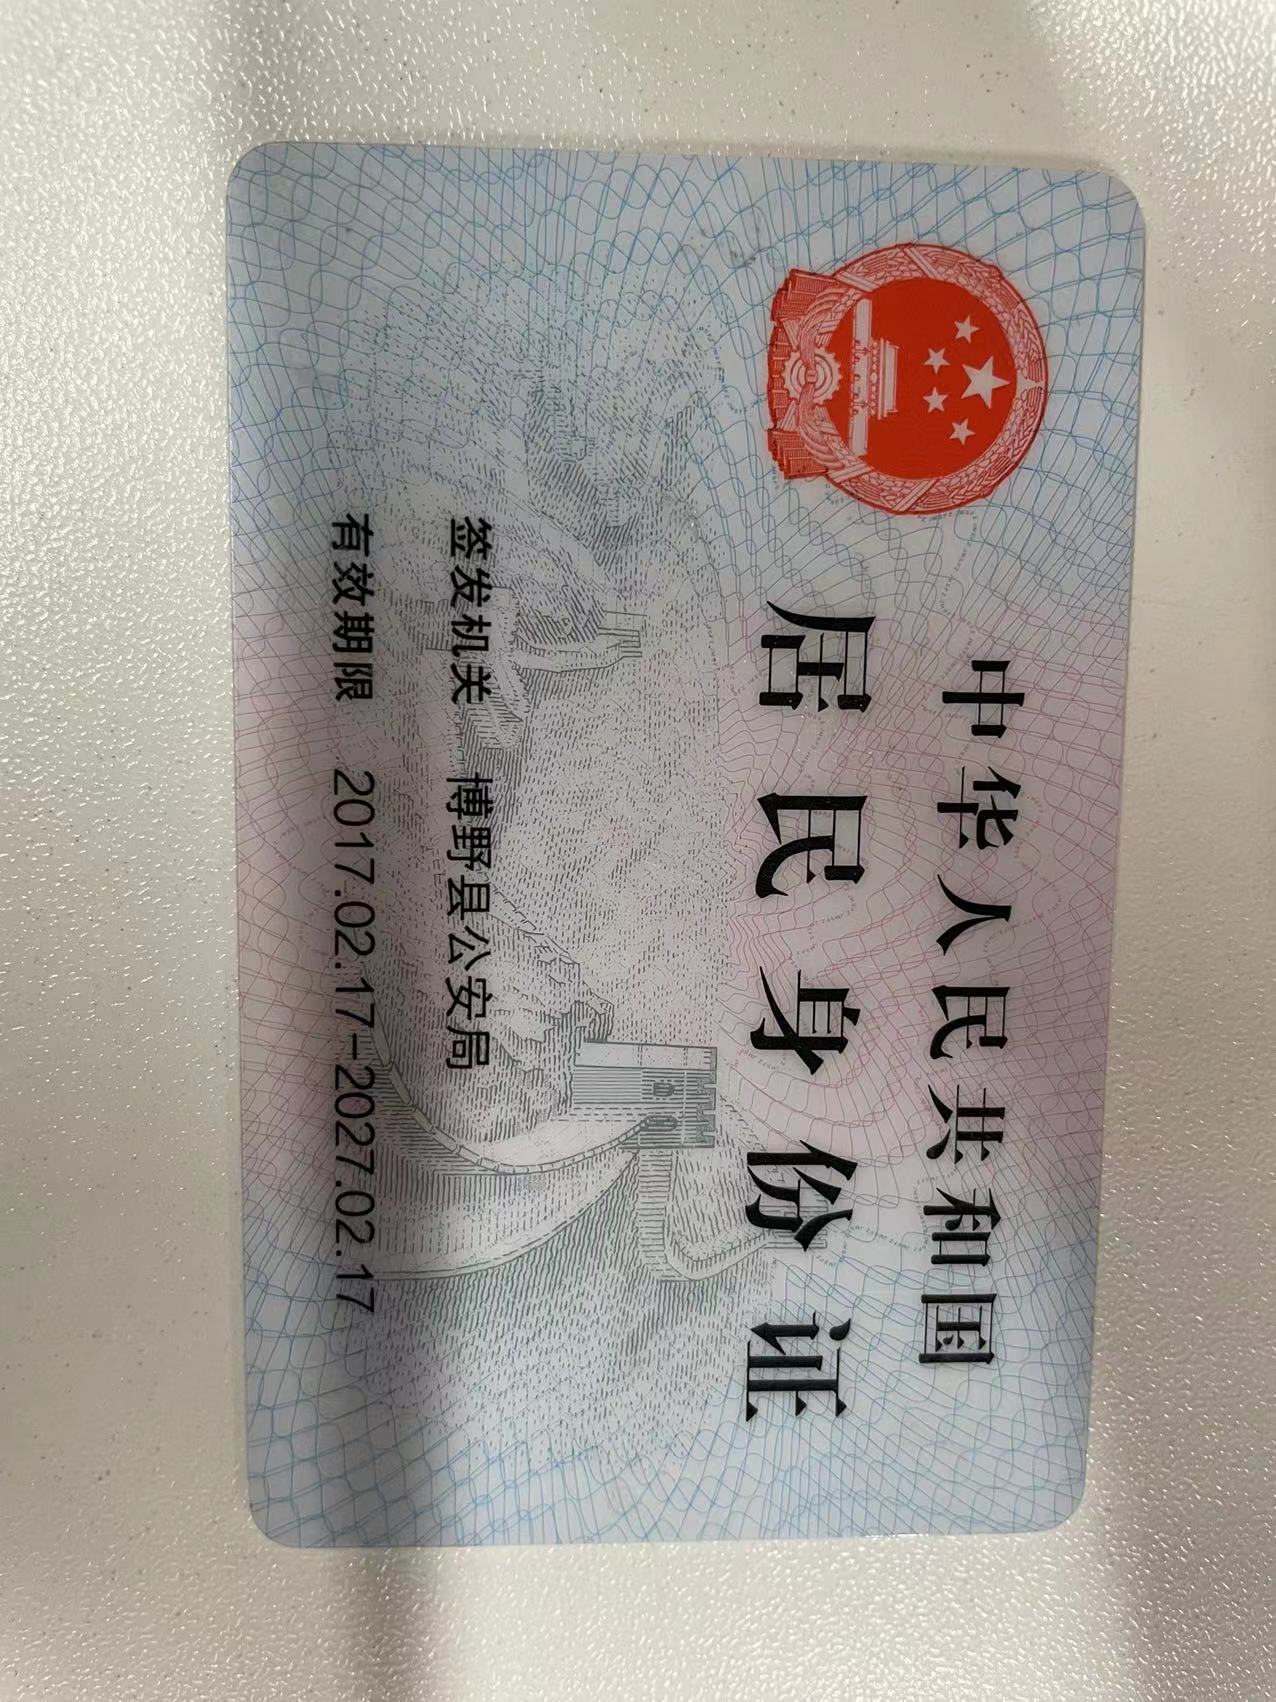 中华人民共和国
居民身份证
签发机关 博野县公安局
有效期限 2017.02.17-2027.02.17